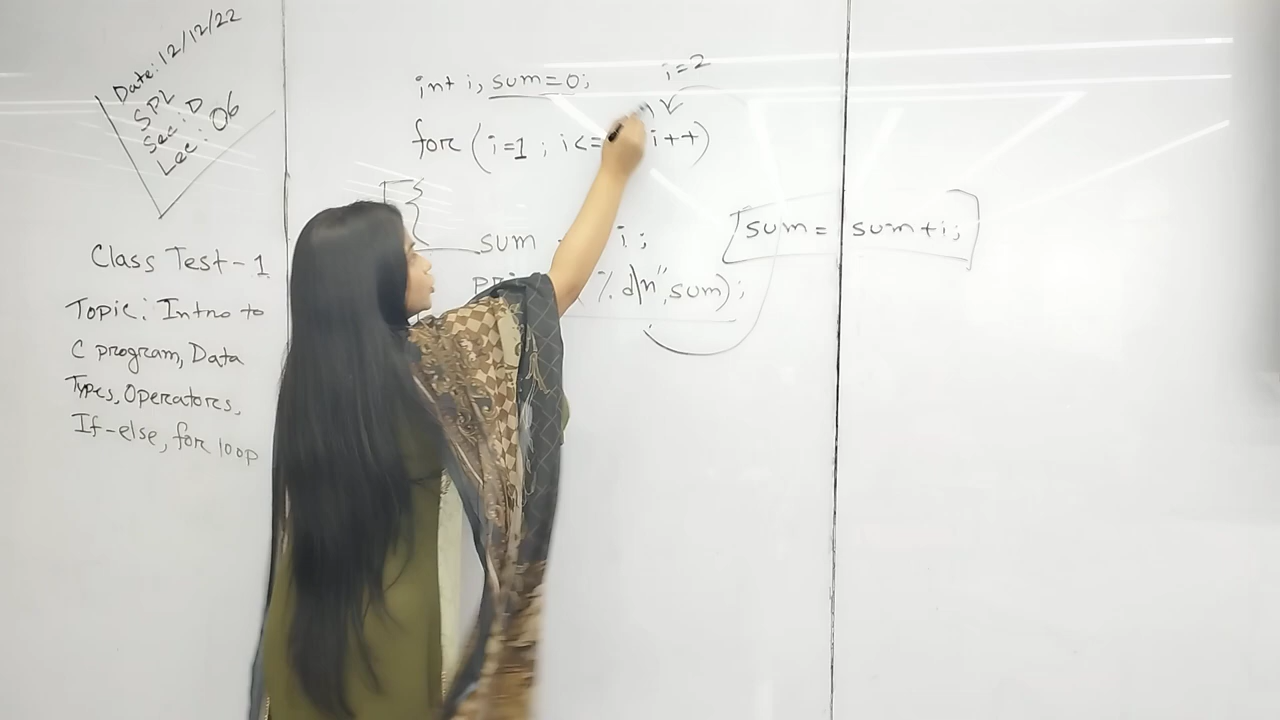 Date: 12/12/22
SPL
Sec: D
Lec: 06
Class Test-1
Topic: Intro to
C program, Data
Types, Operators,
If-else, for loop
i=2
int i, sum=0;
for (i=1; i<= i++)
{
sum i;
%d\n", sum);
sum = sum+i;